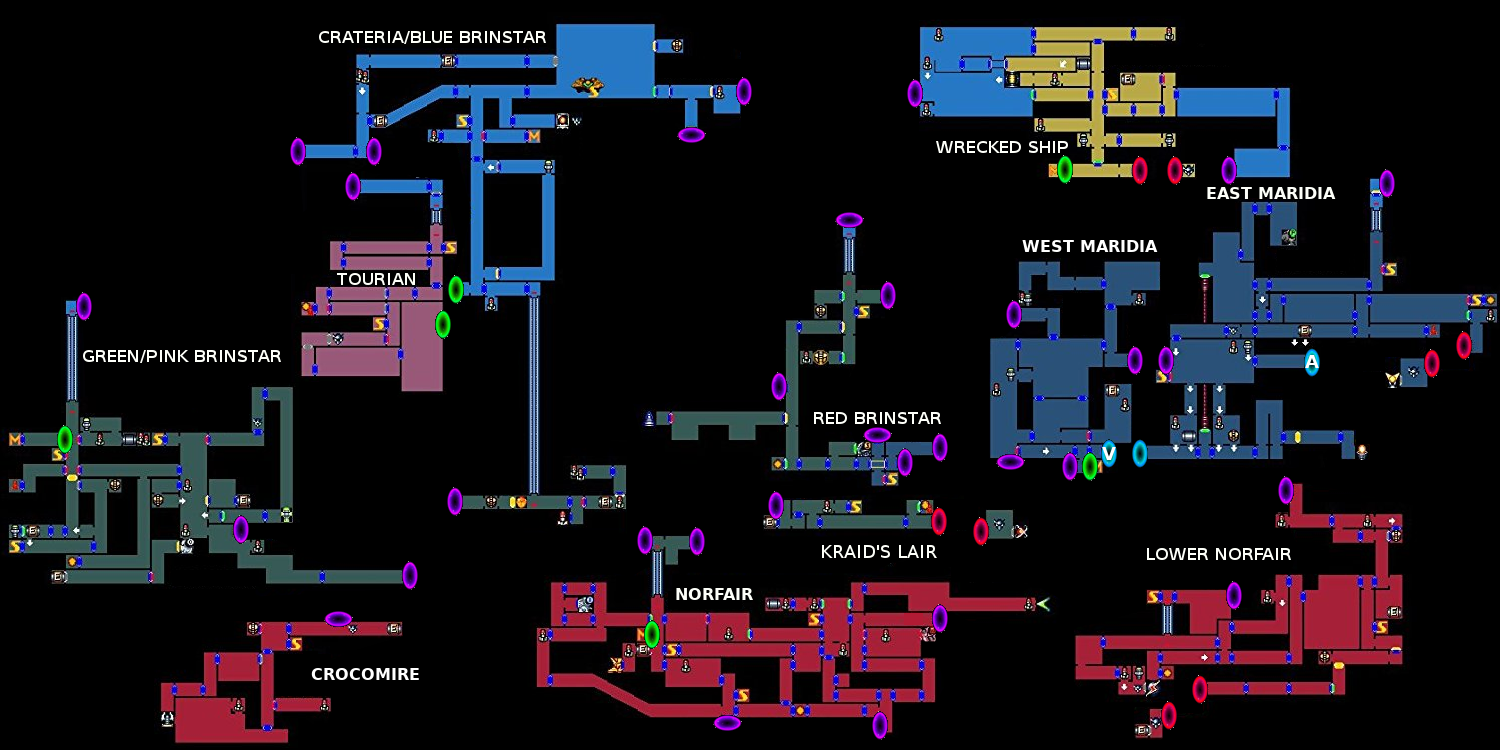 CRATERIA/BLUE BRINSTAR
WRECKED SHIP
EAST MARIDIA
WEST MARIDIA
TOURIAN
GREEN/PINK BRINSTAR
A
RED BRINSTAR
V
KRAID'S LAIR
LOWER NORFAIR
NORFAIR
CROCOMIRE